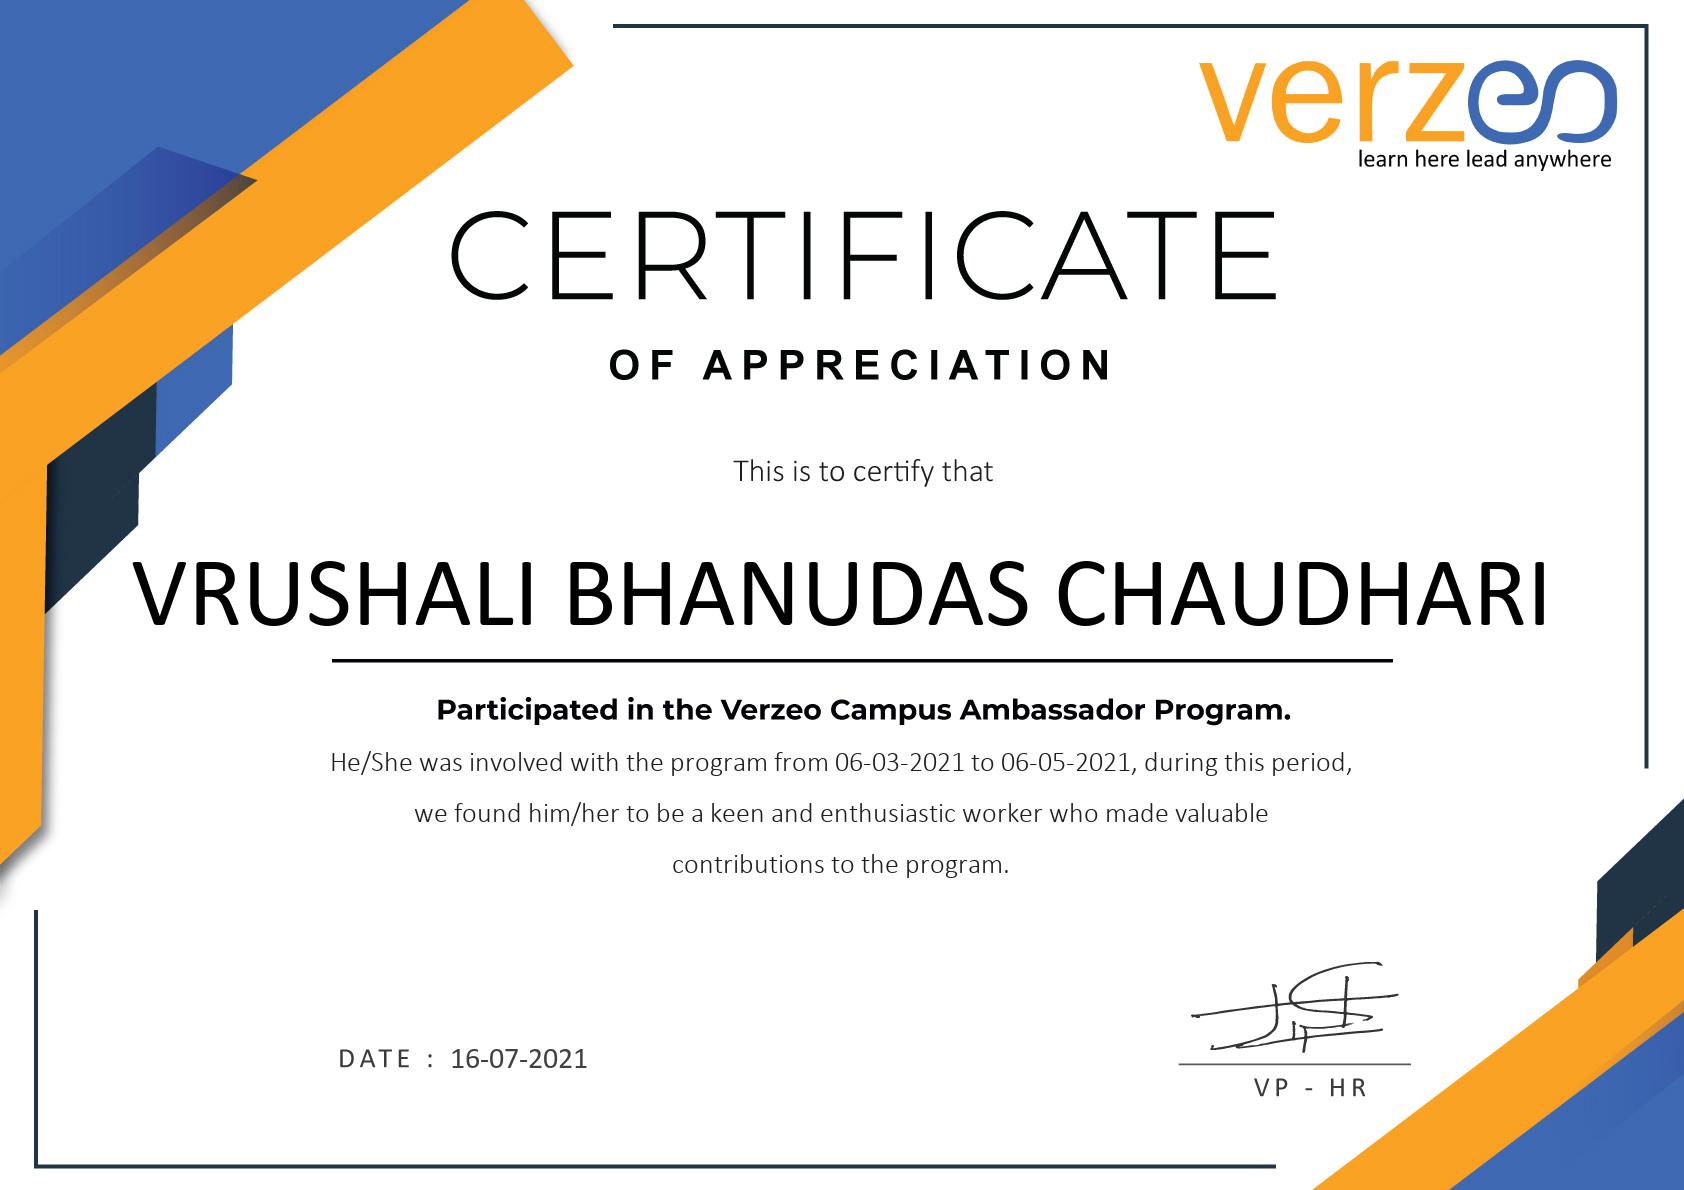 verzeo
learn here lead anywhere
CERTIFICATE
OF APPRECIATION
This is to certify that
VRUSHALI BHANUDAS CHAUDHARI
Participated in the Verzeo Campus Ambassador Program.
He/She was involved with the program from 06-03-2021 to 06-05-2021, during this period,
we found him/her to be a keen and enthusiastic worker who made valuable
contributions to the program.
DATE : 16-07-2021
VP - HR